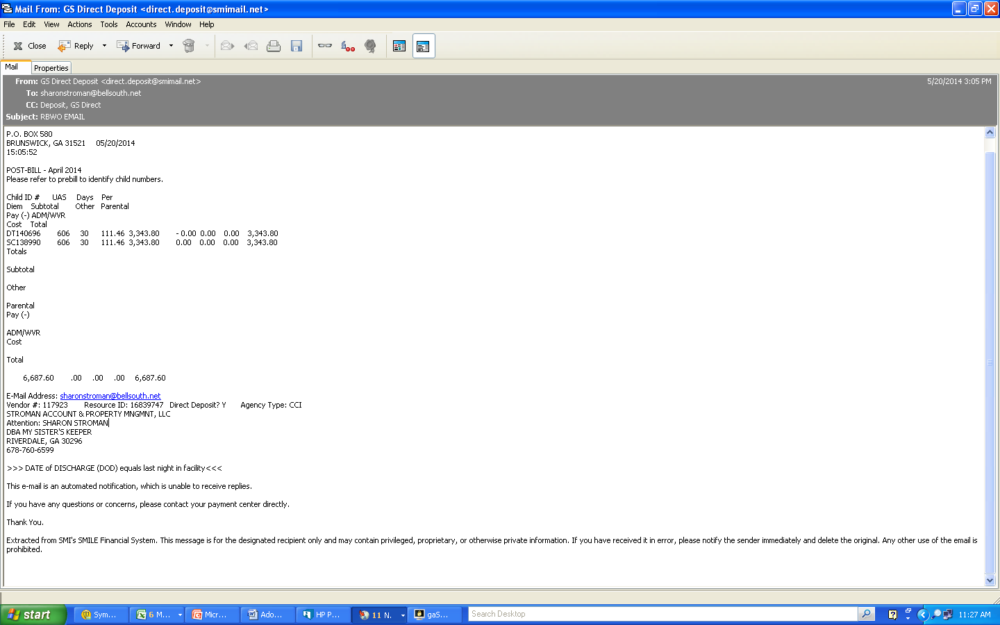 Mail From: GS Direct Deposit <direct.deposit@smimail.net>
File Edit View Actions Tools Accounts Window Help
Close Reply Forward
Mail Properties
From: GS Direct Deposit <direct.deposit@smimail.net> 5/20/2014 3:05 PM
To: sharonstroman@bellsouth.net
CC: Deposit, GS Direct
Subject: RBWO EMAIL
P.O. BOX 580
BRUNSWICK, GA 31521 05/20/2014
15:05:52
POST-BILL - April 2014
Please refer to prebill to identify child numbers.
Child ID # UAS Days Per
Diem Subtotal Other Parental
Pay (-) ADM/WVR
Cost Total
DT140696 606 30 111.46 3,343.80 - 0.00 0.00 0.00 3,343.80
SC138990 606 30 111.46 3,343.80 0.00 0.00 0.00 3,343.80
Totals
Subtotal
Other
Parental
Pay (-)
ADM/WVR
Cost
Total
6,687.60 .00 .00 .00 6,687.60
E-Mail Address: sharonstroman@bellsouth.net
Vendor #: 117923 Resource ID: 16839747 Direct Deposit? Y Agency Type: CCI
STROMAN ACCOUNT & PROPERTY MNGMNT, LLC
Attention: SHARON STROMAN
DBA MY SISTER'S KEEPER
RIVERDALE, GA 30296
678-760-6599
>>> DATE of DISCHARGE (DOD) equals last night in facility<<<
This e-mail is an automated notification, which is unable to receive replies.
If you have any questions or concerns, please contact your payment center directly.
Thank You.
Extracted from SMI's SMILE Financial System. This message is for the designated recipient only and may contain privileged, proprietary, or otherwise private information. If you have received it in error, please notify the sender immediately and delete the original. Any other use of the email is
prohibited.
start Sym... 6 M... Micr... Ado... HP P... 11 N. gaS... Search Desktop 11:27 AM